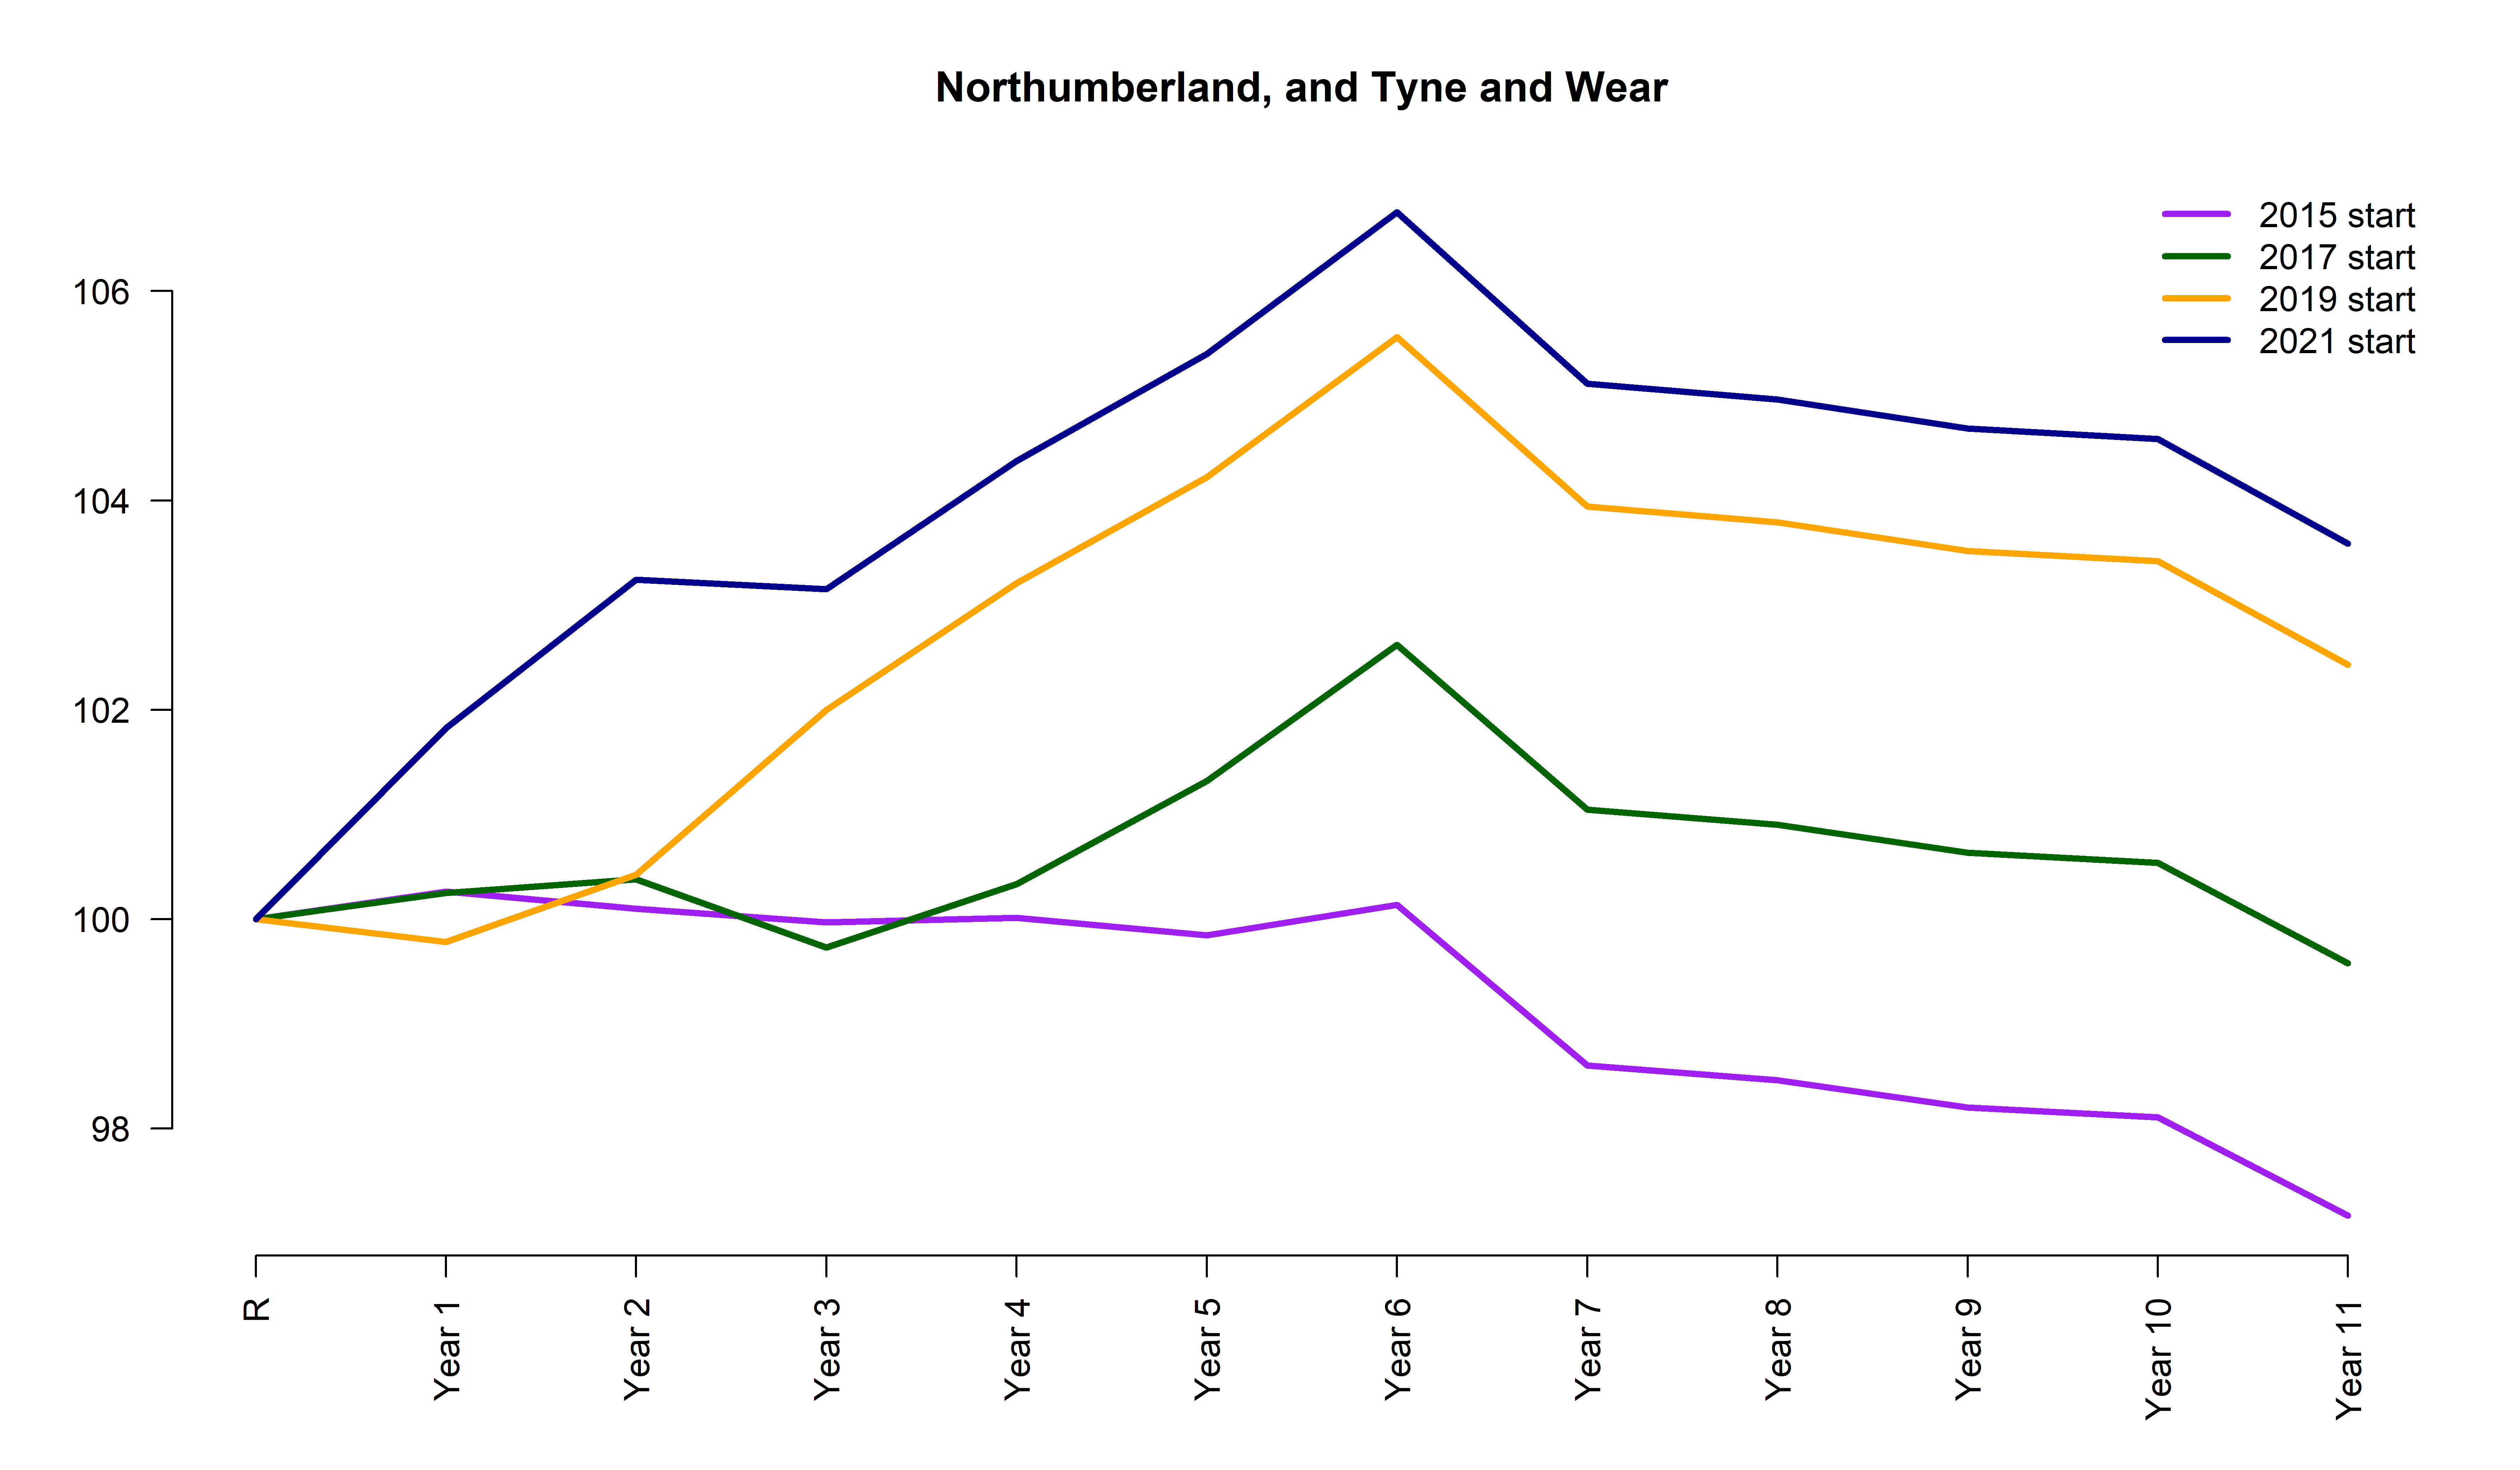 Northumberland, and Tyne and Wear
2015 start
2017 start
2019 start
2021 start
106
104
102
100
98
R
Year 1
Year 2
Year 3
Year 4
Year 5
Year 6
Year 7
Year 8
Year 9
Year 10
Year 11